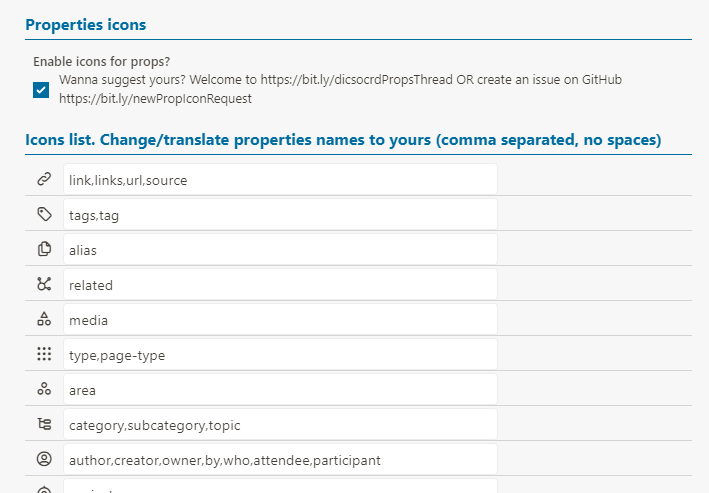 Properties icons
Enable icons for props?
Wanna suggest yours? Welcome to https://bit.ly/dicsocrdPropsThread OR create an issue on GitHub
https://bit.ly/newPropIconRequest
Icons list. Change/translate properties names to yours (comma separated, no spaces)
link,links,url,source
tags,tag
alias
related
media
type,page-type
area
category,subcategory,topic
author,creator,owner,by,who,attendee,participant